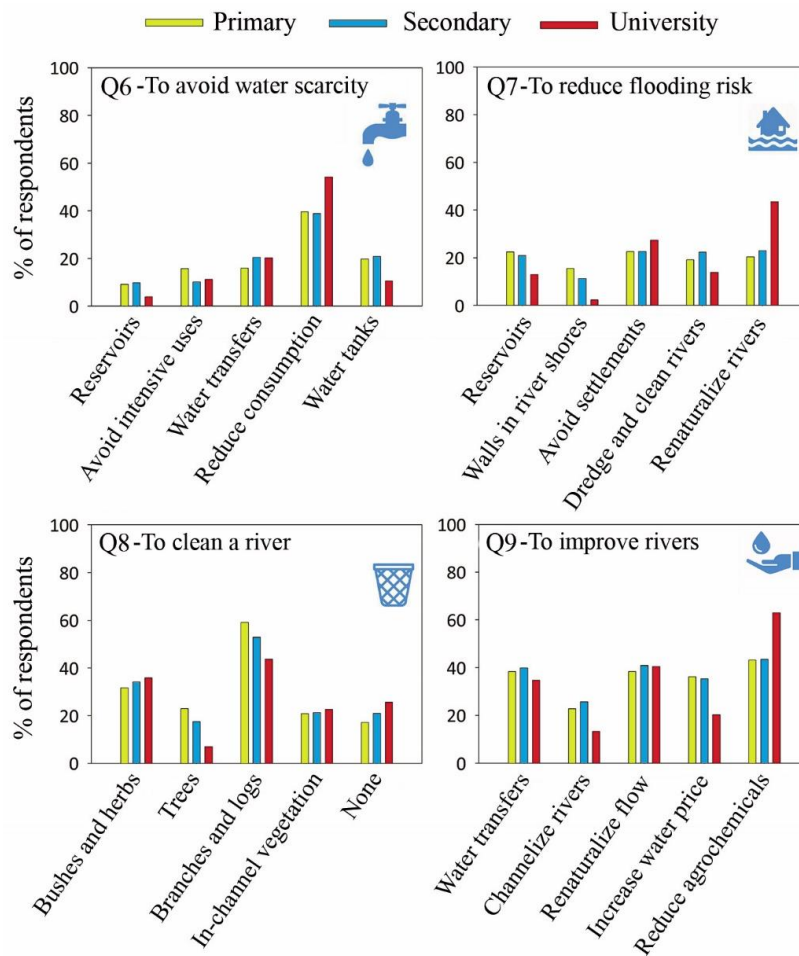 Primary Secondary University
Q6 -To avoid water scarcity
% of respondents
100
80
60
40
20
0
Reservoirs
Avoid intensive uses
Water transfers
Reduce consumption
Water tanks
Q7-To reduce flooding risk
100
80
60
40
20
0
Reservoirs
Walls in river shores
Avoid settlements
Dredge and clean rivers
Renaturalize rivers
Q8-To clean a river
% of respondents
100
80
60
40
20
0
Bushes and herbs
Trees
Branches and logs
In-channel vegetation
None
Q9-To improve rivers
100
80
60
40
20
0
Water transfers
Channelize rivers
Renaturalize flow
Increase water price
Reduce agrochemicals